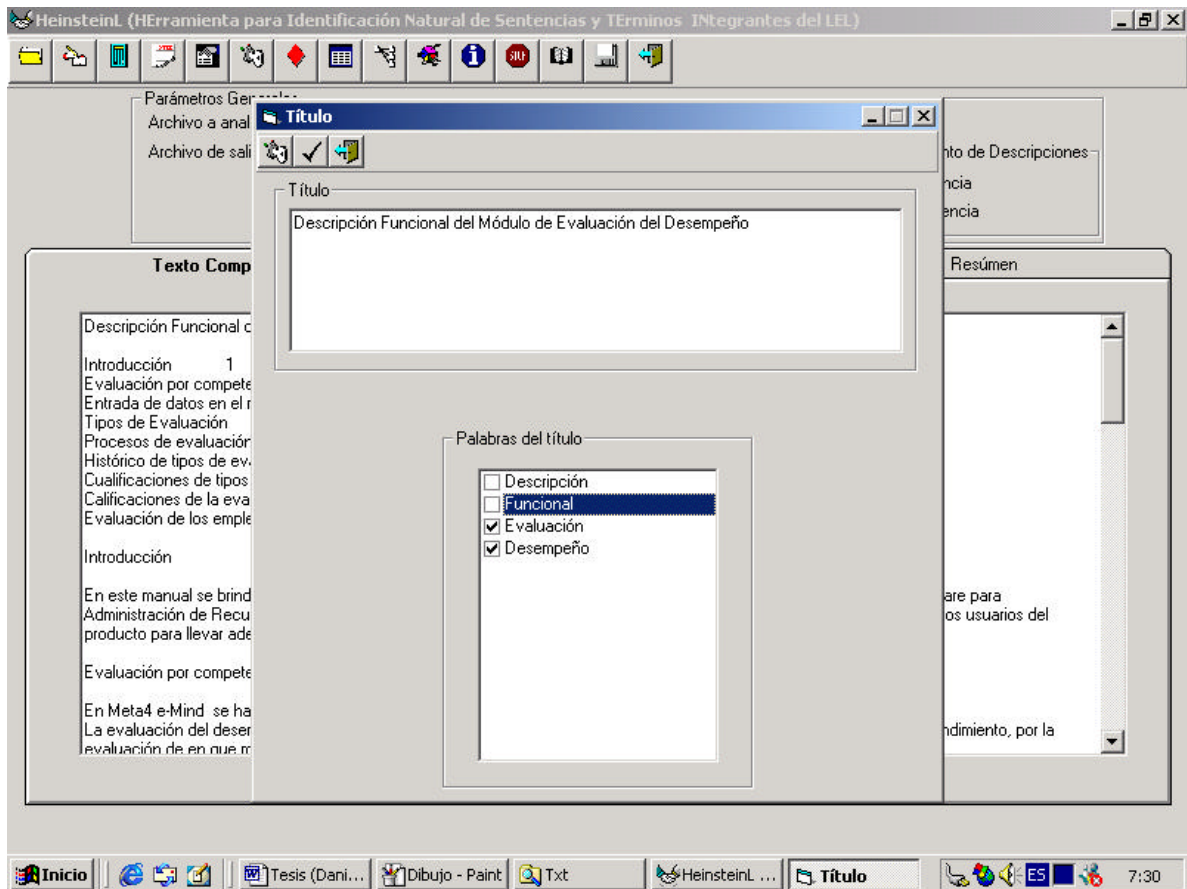 HeinsteinL (HErramienta para Identificación Natural de Sentencias y TErminos INtegrantes del LEL)
SILF
Parámetros Generales
Archivo a anal
Archivo de sali
nto de Descripciones
ncia
encia
Título
Título
Descripción Funcional del Módulo de Evaluación del Desempeño
Palabras del título
Descripción
Funcional
Evaluación
Desempeño
Texto Comp
Resúmen
Descripción Funcional d
Introducción 1
Evaluación por compete
Entrada de datos en el r
Tipos de Evaluación
Procesos de evaluación
Histórico de tipos de ev
Cualificaciones de tipos
Calificaciones de la eva
Evaluación de los emple
Introducción
En este manual se brind are para
Administración de Recu os usuarios del
producto para llevar ade
Evaluación por compete
En Meta4 e-Mind se ha
La evaluación del deser ndimiento, por la
evaluación de en que m
Inicio
Tesis (Dani...
Dibujo - Paint
Txt
HeinsteinL ...
Título
ES
7:30